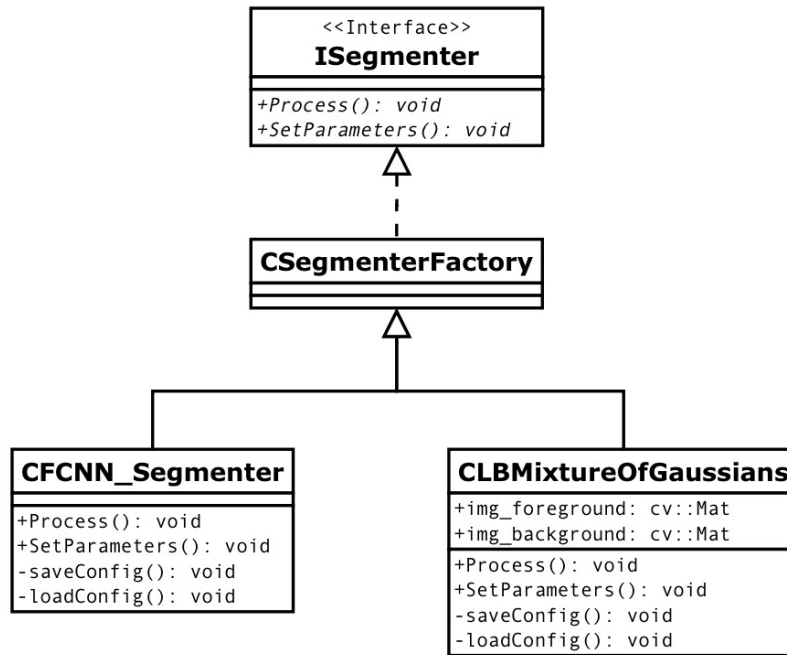 <<Interface>>
ISegmenter
+Process(): void
+SetParameters(): void
CSegmenterFactory
CFCNN_Segmenter
+Process(): void
+SetParameters(): void
-saveConfig(): void
-loadConfig(): void
CLBMixtureOfGaussians
+img_foreground: cv::Mat
+img_background: cv::Mat
+Process(): void
+SetParameters(): void
-saveConfig(): void
-loadConfig(): void